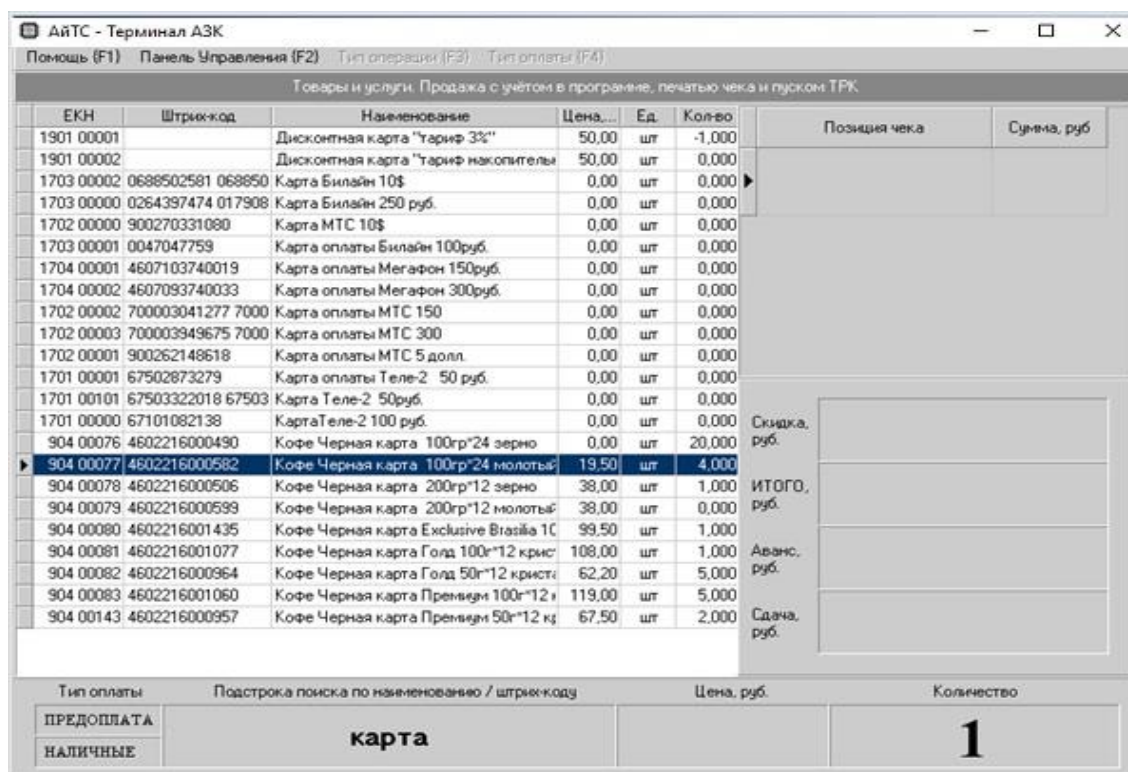 АйТС - Терминал АЗК
Помощь (F1) Панель Управления (F2) Тип операции (F3) Тип оплаты (F4)
Товары и услуги. Продажа с учётом в программе, печатью чека и пуском ТРК
ЕКН Штрих-код Наименование Цена,... Ед. Кол-во Позиция чека Сумма, руб
1901 00001 Дисконтная карта "тариф 3%" 50,00 шт -1,000
1901 00002 Дисконтная карта "тариф накопительн 50,00 шт 0,000
1703 00002 0688502581 068850 Карта Билайн 10$ 0,00 шт 0,000
1703 00000 0264397474 017908 Карта Билайн 250 руб. 0,00 шт 0,000
1702 00000 900270331080 Карта МТС 10$ 0,00 шт 0,000
1703 00001 0047047759 Карта оплаты Билайн 100руб. 0,00 шт 0,000
1704 00001 4607103740019 Карта оплаты Мегафон 150руб. 0,00 шт 0,000
1704 00002 4607093740033 Карта оплаты Мегафон 300руб. 0,00 шт 0,000
1702 00002 700003041277 7000 Карта оплаты МТС 150 0,00 шт 0,000
1702 00003 700003949675 7000 Карта оплаты МТС 300 0,00 шт 0,000
1702 00001 900262148618 Карта оплаты МТС 5 долл. 0,00 шт 0,000
1701 00001 67502873279 Карта оплаты Теле-2 50 руб. 0,00 шт 0,000
1701 00101 67503322018 67503 Карта Теле-2 50руб. 0,00 шт 0,000
1701 00000 67101082138 КартаТеле-2 100 руб. 0,00 шт 0,000
904 00076 4602216000490 Кофе Черная карта 100гр*24 зерно 0,00 шт 20,000
904 00077 4602216000582 Кофе Черная карта 100гр*24 молотый 19,50 шт 4,000
904 00078 4602216000506 Кофе Черная карта 200гр*12 зерно 38,00 шт 1,000
904 00079 4602216000599 Кофе Черная карта 200гр*12 молотый 38,00 шт 0,000
904 00080 4602216001435 Кофе Черная карта Exclusive Brasilia 10 99,50 шт 1,000
904 00081 4602216001077 Кофе Черная карта Голд 100г*12 крис 108,00 шт 1,000
904 00082 4602216000964 Кофе Черная карта Голд 50г*12 криста 62,20 шт 5,000
904 00083 4602216001060 Кофе Черная карта Премиум 100г*12 119,00 шт 5,000
904 00143 4602216000957 Кофе Черная карта Премиум 50г*12 кр 67,50 шт 2,000
Скидка, руб.
ИТОГО, руб.
Аванс, руб.
Сдача, руб.
Тип оплаты Подстрока поиска по наименованию / штрих-коду Цена, руб. Количество
ПРЕДОПЛАТА
НАЛИЧНЫЕ
карта
1